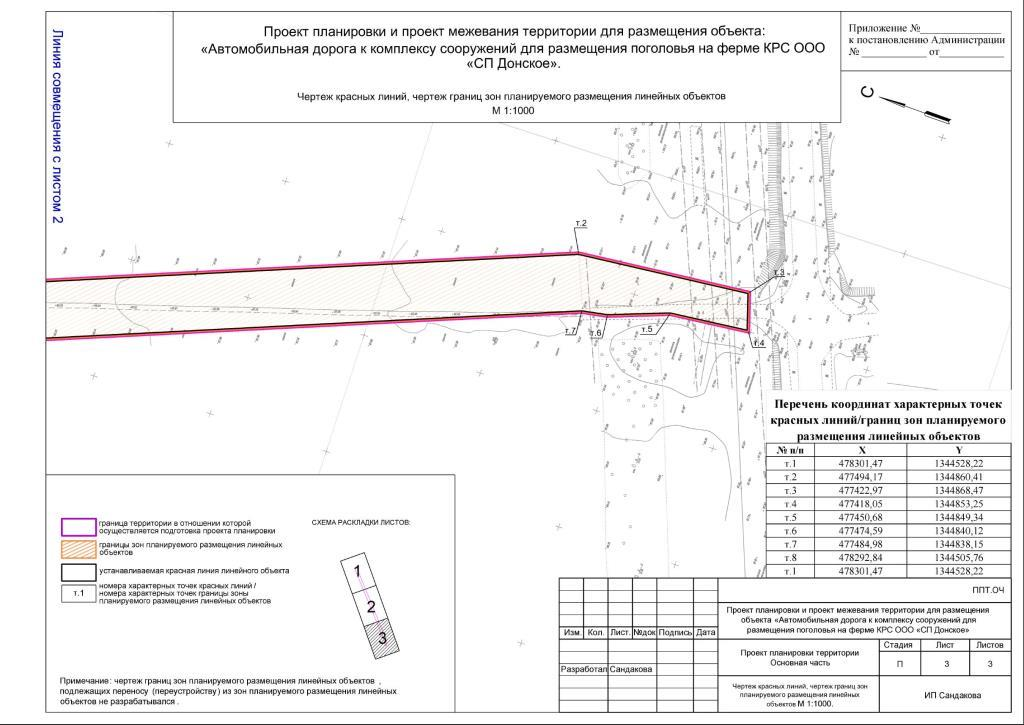 Линия совмещения с листом 2
Проект планировки и проект межевания территории для размещения объекта:
«Автомобильная дорога к комплексу сооружений для размещения поголовья на ферме КРС ООО
«СП Донское».
Чертеж красных линий, чертеж границ зон планируемого размещения линейных объектов
М 1:1000
Приложение №
к постановлению Администрации
№ от
С
т.2
т.3
т.4
т.5
т.6
т.7
Перечень координат характерных точек
красных линий/границ зон планируемого
размещения линейных объектов
№ п/п X Y
т.1 478301,47 1344528,22
т.2 477494,17 1344860,41
т.3 477422,97 1344868,47
т.4 477418,05 1344853,25
т.5 477450,68 1344849,34
т.6 477474,59 1344840,12
т.7 477484,98 1344838,15
т.8 478292,84 1344505,76
т.1 478301,47 1344528,22
граница территории в отношении которой
осуществляется подготовка проекта планировки
границы зон планируемого размещения линейных
объектов
устанавливаемая красная линия линейного объекта
т.1
номера характерных точек красных линий /
номера характерных точек границы зоны
планируемого размещения линейных объектов
СХЕМА РАСКЛАДКИ ЛИСТОВ:
1
2
3
Примечание: чертеж границ зон планируемого размещения линейных объектов ,
подлежащих переносу (переустройству) из зон планируемого размещения линейных
объектов не разрабатывался .
ППТ.ОЧ
Проект планировки и проект межевания территории для размещения
объекта «Автомобильная дорога к комплексу сооружений для
размещения поголовья на ферме КРС ООО «СП Донское»
Изм. Кол. Лист. №док Подпись Дата
Разработал Сандакова
Проект планировки территории
Основная часть
Стадия Лист Листов
П 3 3
Чертеж красных линий, чертеж границ зон
планируемого размещения линейных
объектов М 1:1000.
ИП Сандакова